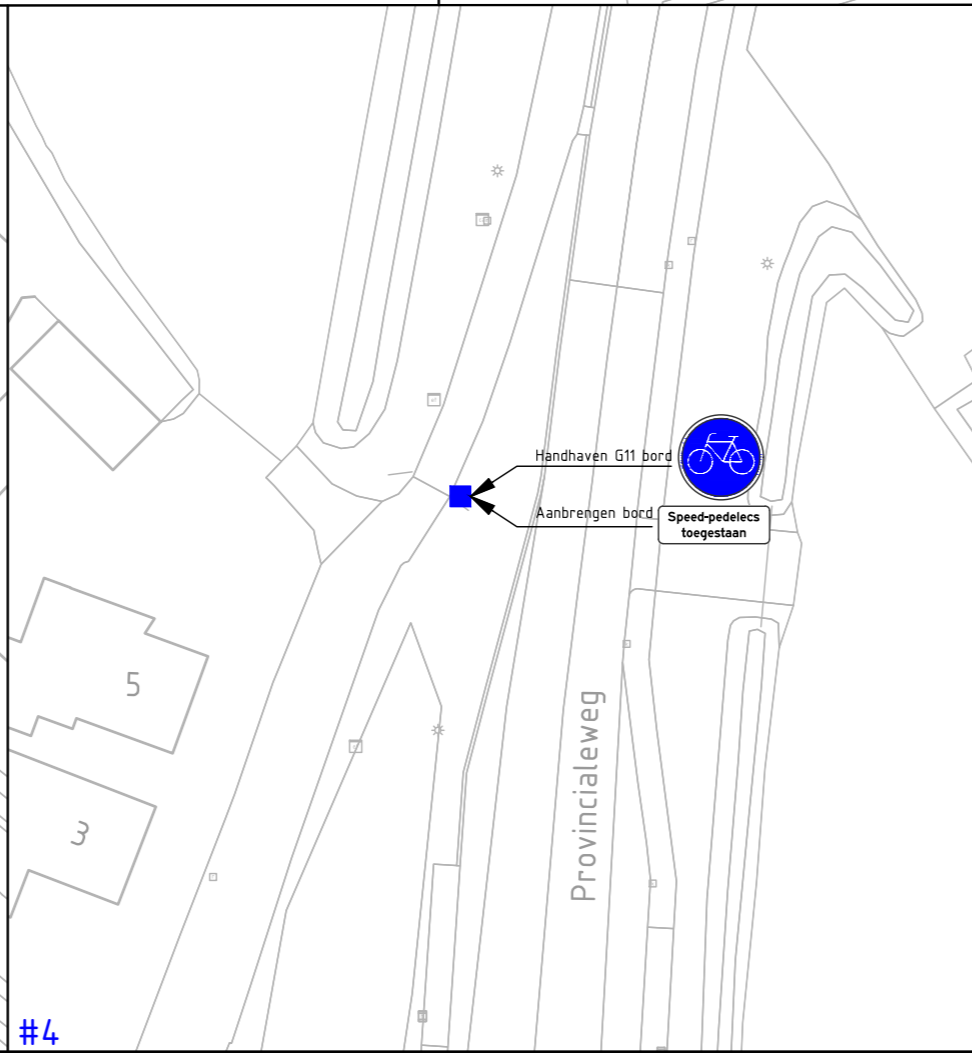 Handhaven G11 bord
Aanbrengen bord
Speed-pedelecs
toegestaan
5
3
Provincialeweg
#4